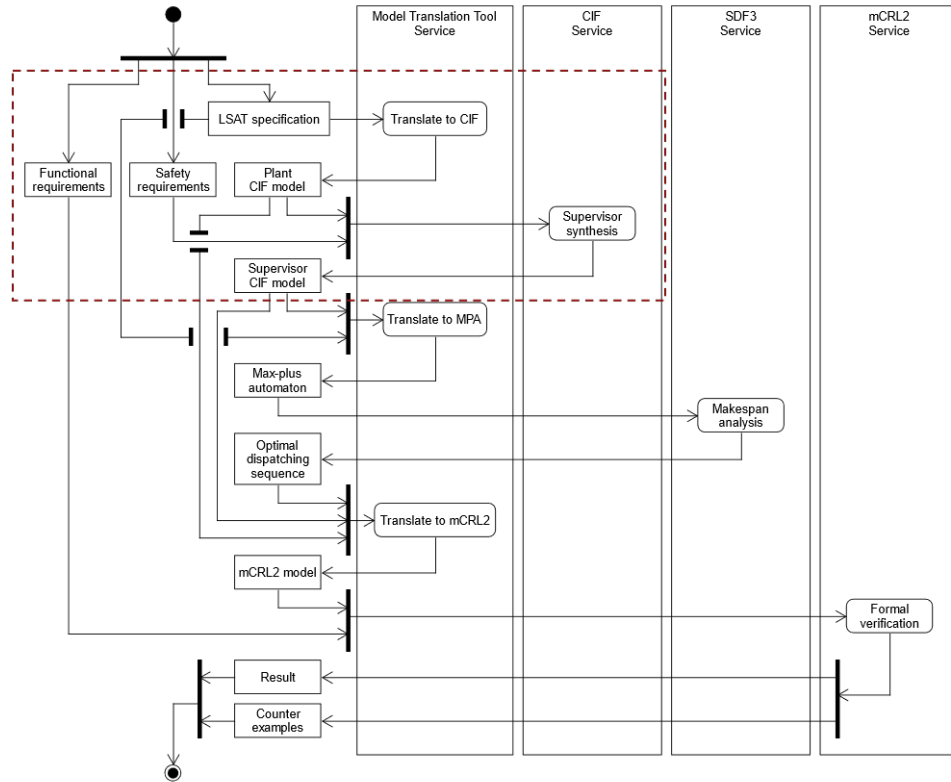 Model Translation Tool
Service
CIF
Service
SDF3
Service
mCRL2
Service
LSAT specification
Translate to CIF
Functional
requirements
Safety
requirements
Plant
CIF model
Supervisor
synthesis
Supervisor
CIF model
Translate to MPA
Max-plus
automaton
Makespan
analysis
Optimal
dispatching
sequence
Translate to mCRL2
mCRL2 model
Formal
verification
Result
Counter
examples